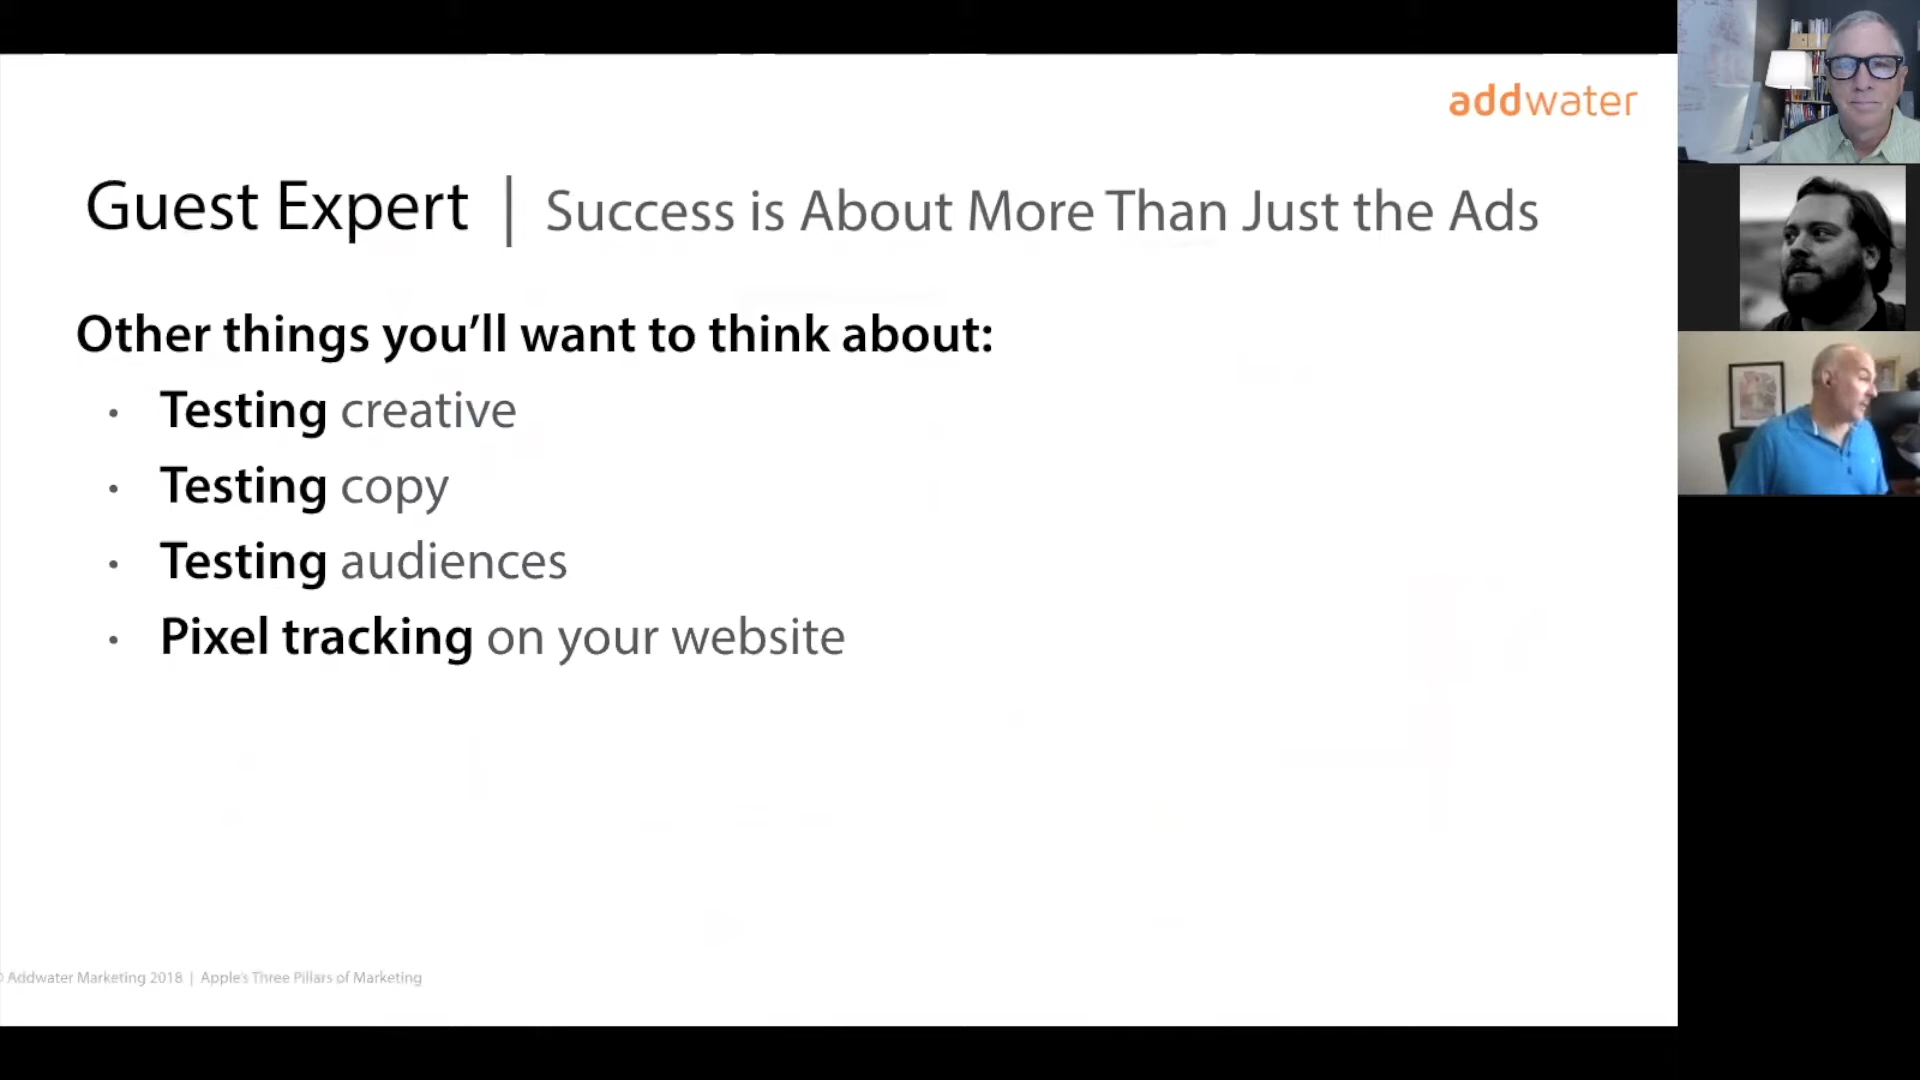 addwater
Guest Expert | Success is About More Than Just the Ads
Other things you’ll want to think about:
· Testing creative
· Testing copy
· Testing audiences
· Pixel tracking on your website
© Addwater Marketing 2018 | Apple’s Three Pillars of Marketing